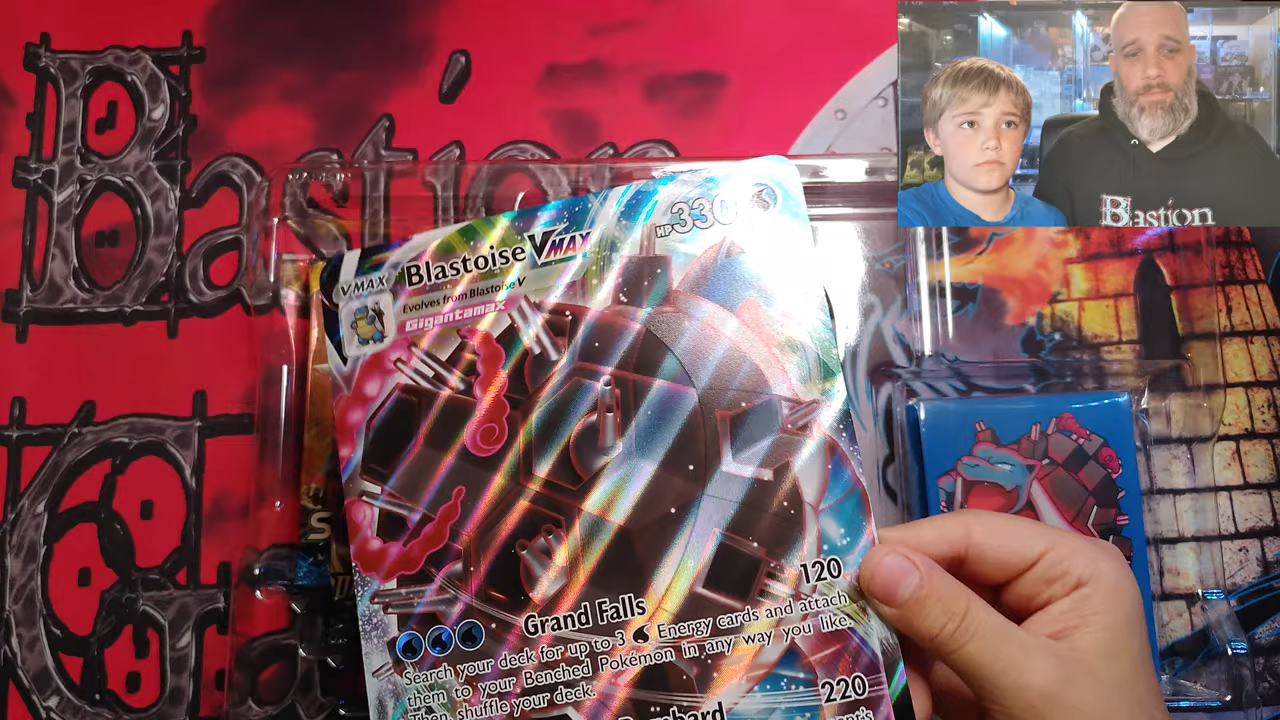 Bastion
Bastion
HP 330
Blastoise VMAX
VMAX
Evolves from Blastoise V
Gigantamax
120
Grand Falls
Search your deck for up to 3 Energy cards and attach
them to your Benched Pokémon in any way you like.
Then, shuffle your deck.
220